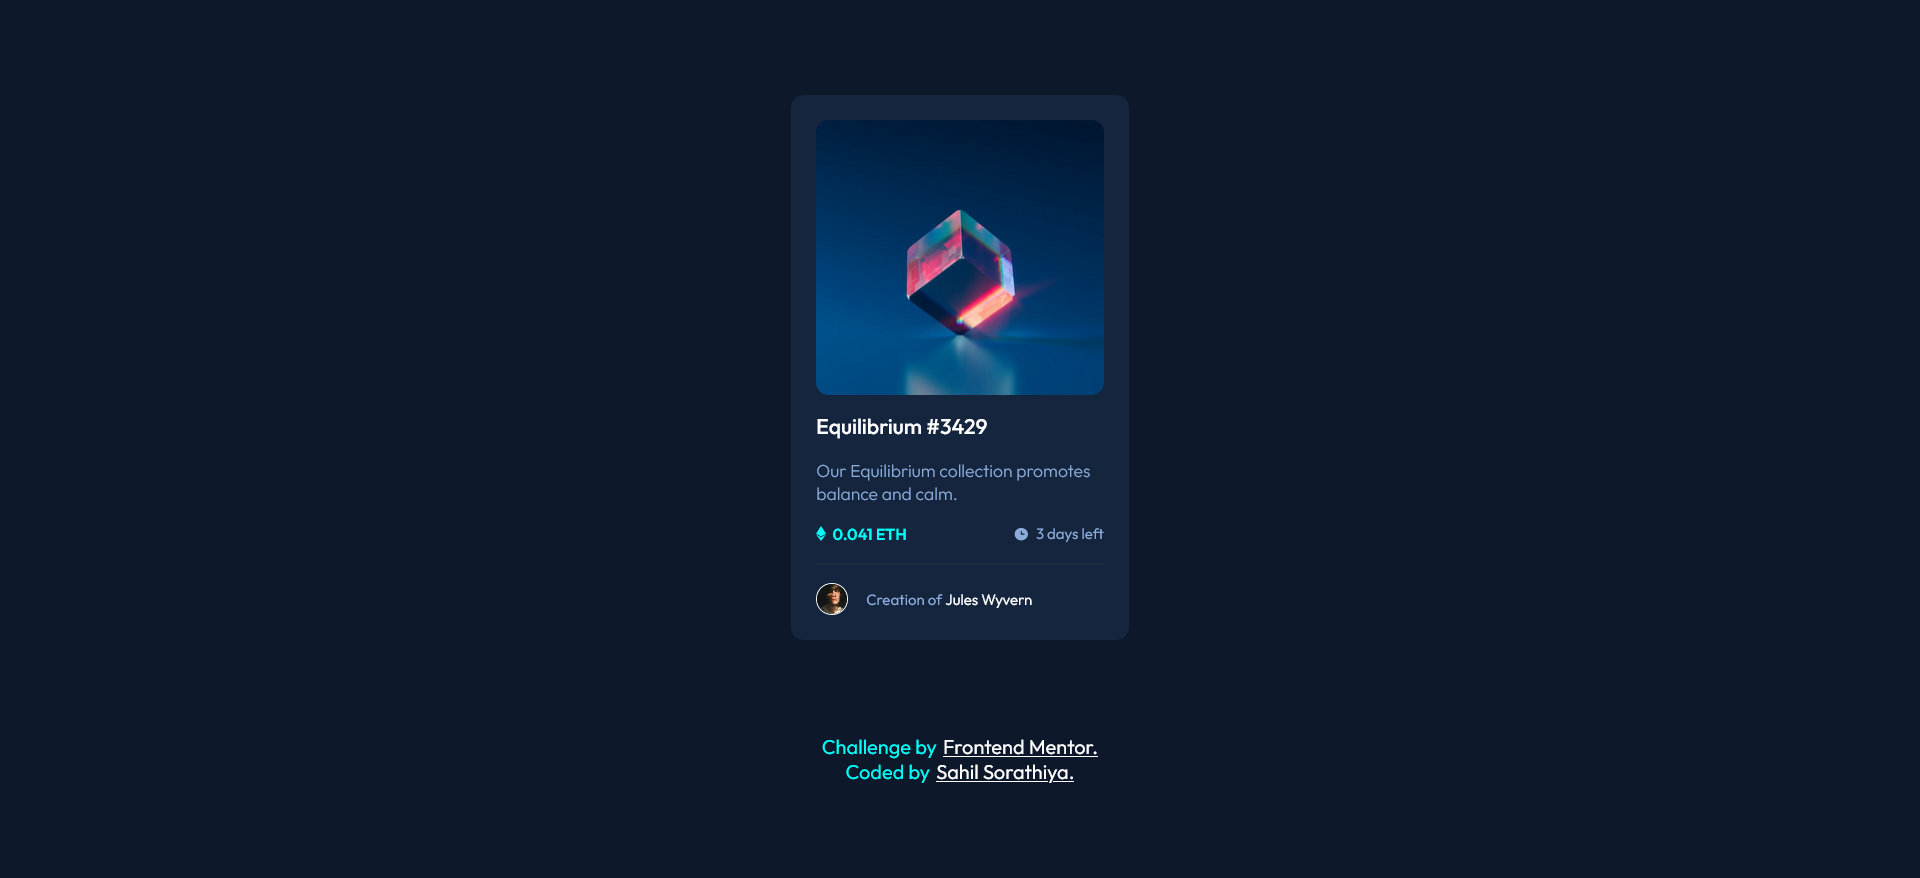 Equilibrium #3429
Our Equilibrium collection promotes
balance and calm.
0.041 ETH
3 days left
Creation of Jules Wyvern
Challenge by Frontend Mentor.
Coded by Sahil Sorathiya.